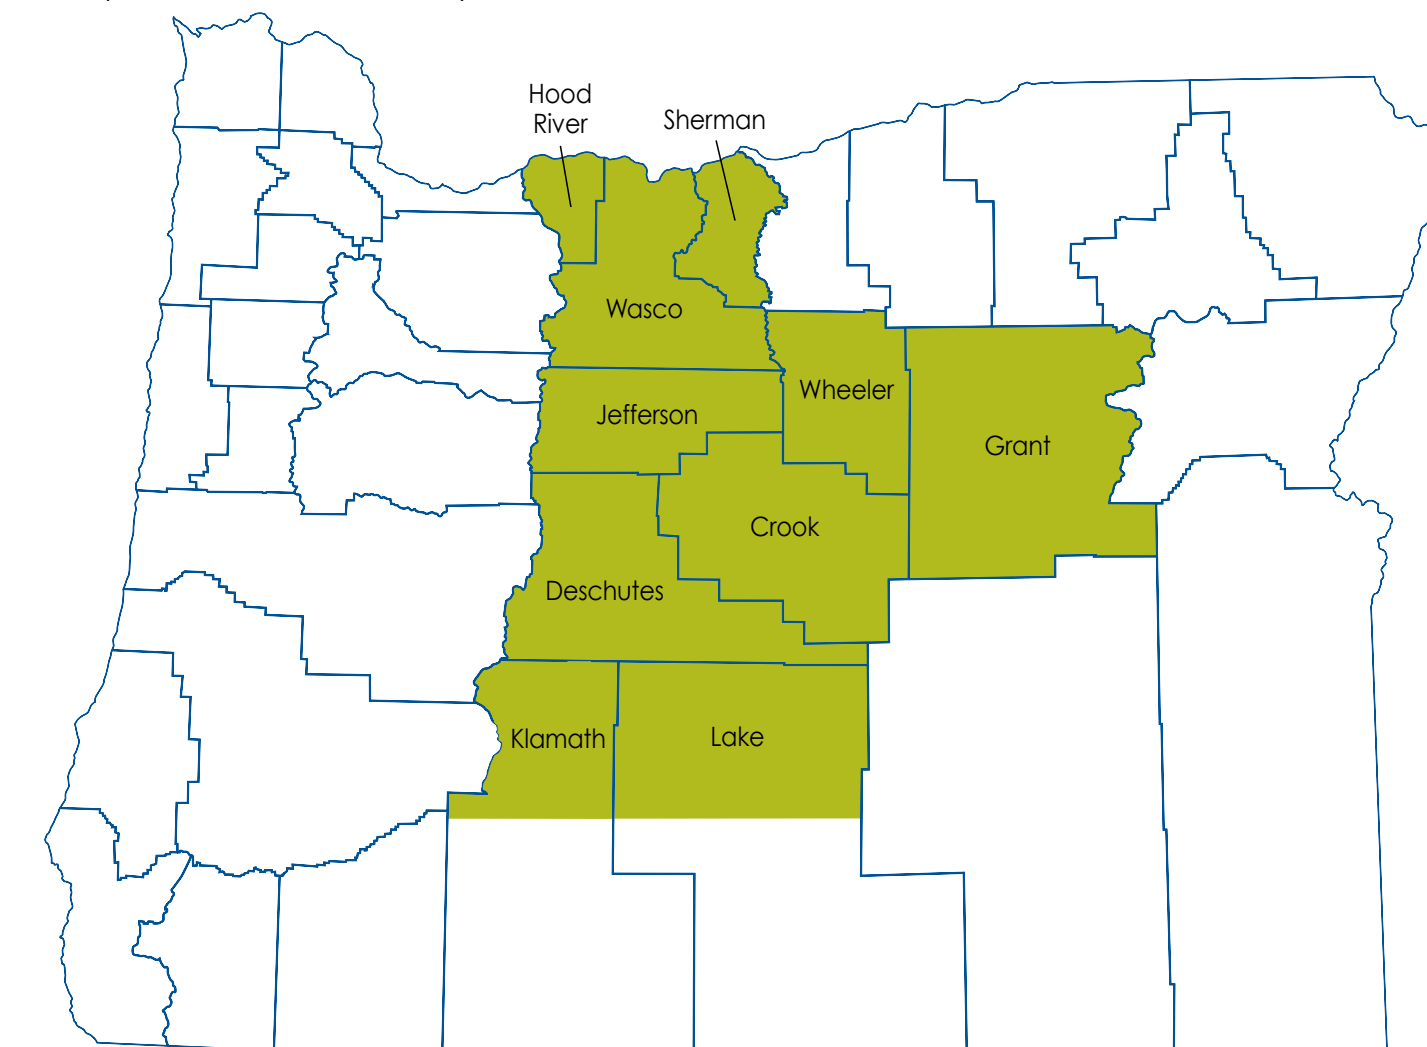 Hood
River
Sherman
Wasco
Wheeler
Jefferson
Grant
Crook
Deschutes
Klamath
Lake